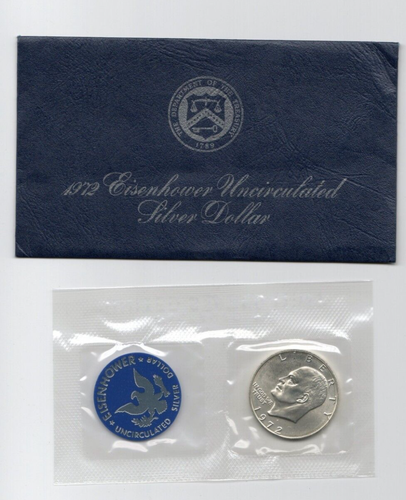 THE DEPARTMENT OF THE TREASURY
1789
1972 Eisenhower Uncirculated
Silver Dollar
EISENHOWER
SILVER DOLLAR
UNCIRCULATED
LIBERTY
1972